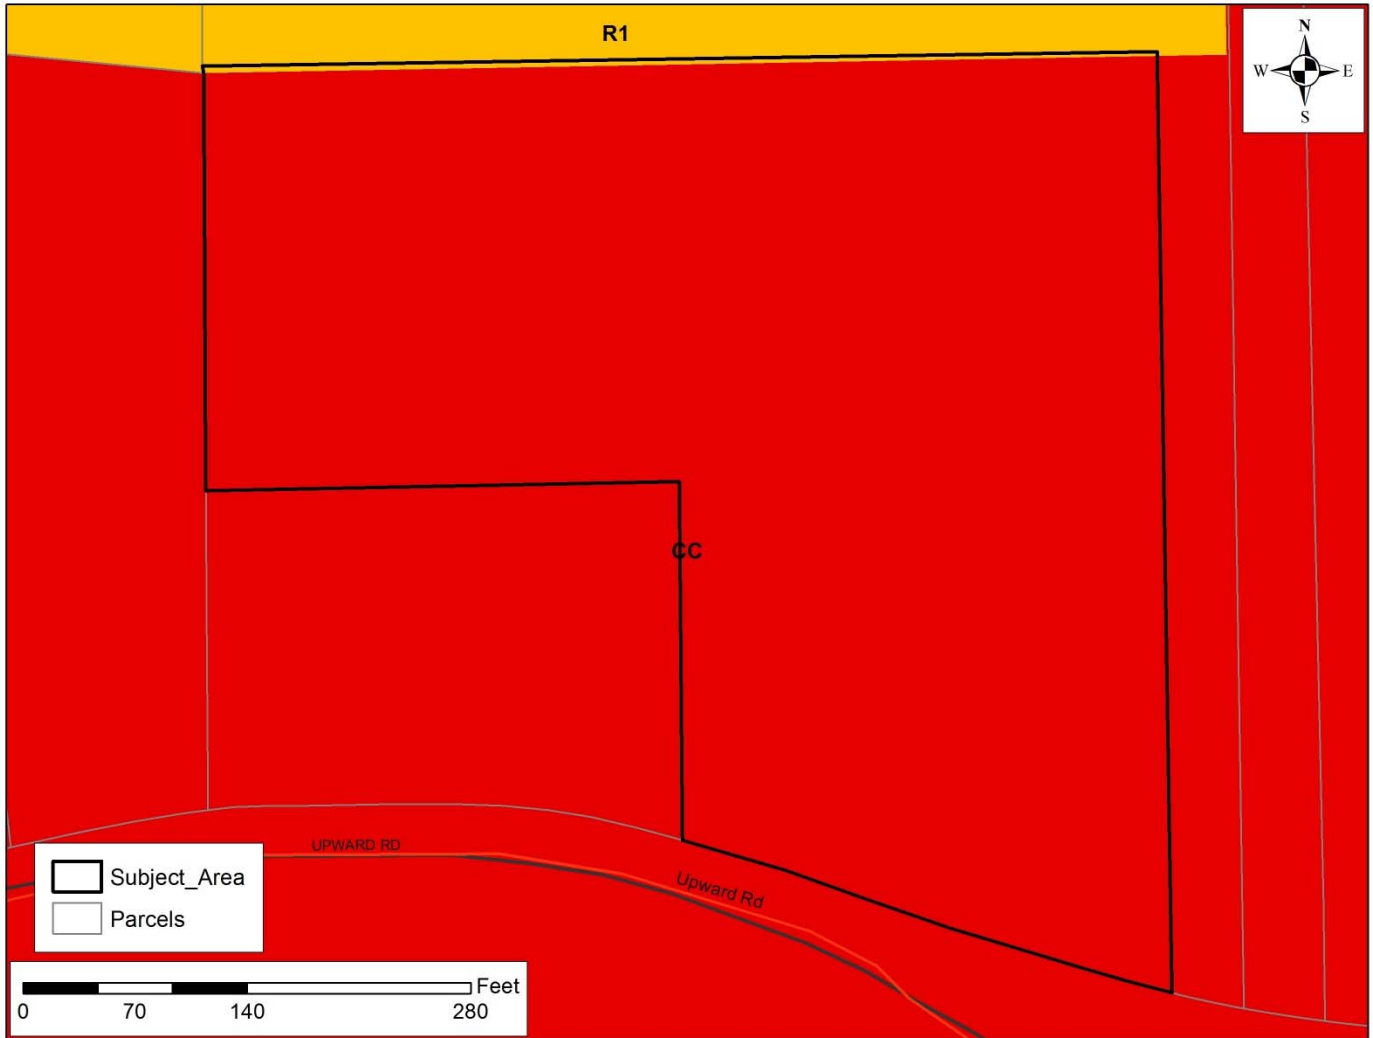 R1
N
W E
S
CC
UPWARD RD
Upward Rd
Subject_Area
Parcels
Feet
0 70 140 280